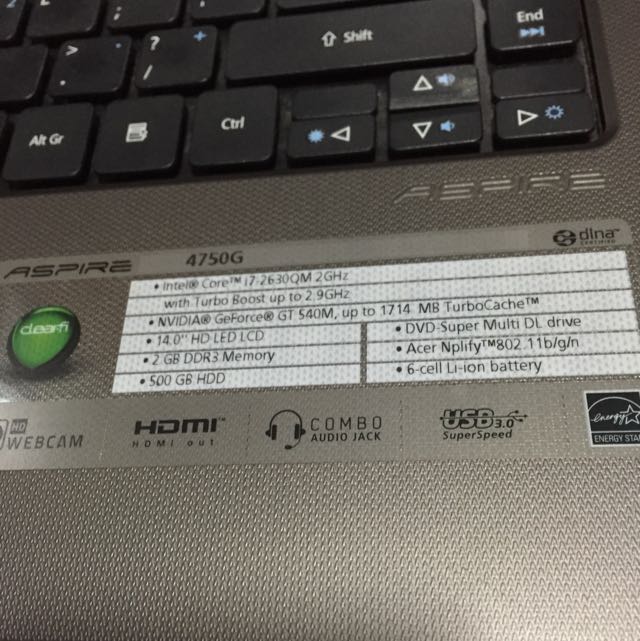 End
> ? Shift
. /
Alt Gr Ctrl
ASPIRE
dlna
CERTIFIED
ASPIRE 4750G
• Intel® Core™ i7-2630QM 2GHz
with Turbo Boost up to 2.9GHz
• NVIDIA® GeForce® GT 540M, up to 1714 MB TurboCache™
• 14.0" HD LED LCD
• 2 GB DDR3 Memory
• 500 GB HDD
• DVD-Super Multi DL drive
• Acer Nplify™802.11b/g/n
• 6-cell Li-ion battery
clear.fi
HD
WEBCAM
HDMI™
HDMI out
COMBO
AUDIO JACK
USB 3.0
SuperSpeed
energy
ENERGY STAR